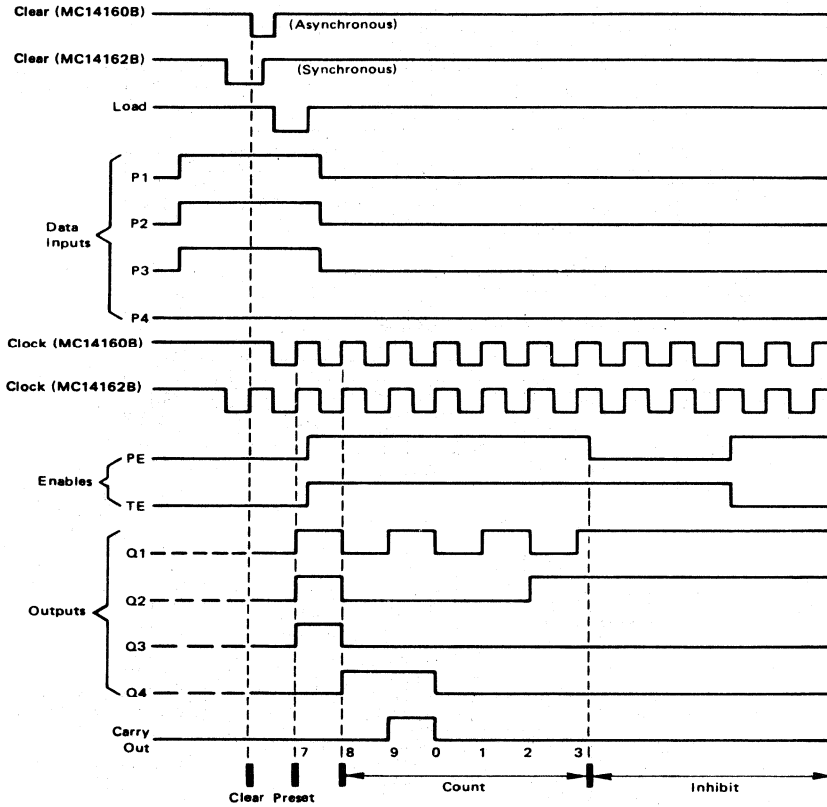 Clear (MC14160B)
(Asynchronous)
Clear (MC14162B)
(Synchronous)
Load
P1
P2
Data
Inputs
P3
P4
Clock (MC14160B)
Clock (MC14162B)
PE
Enables
TE
Q1
Q2
Outputs
Q3
Q4
Carry
Out
7 8 9 0 1 2 3
Count
Inhibit
Clear Preset